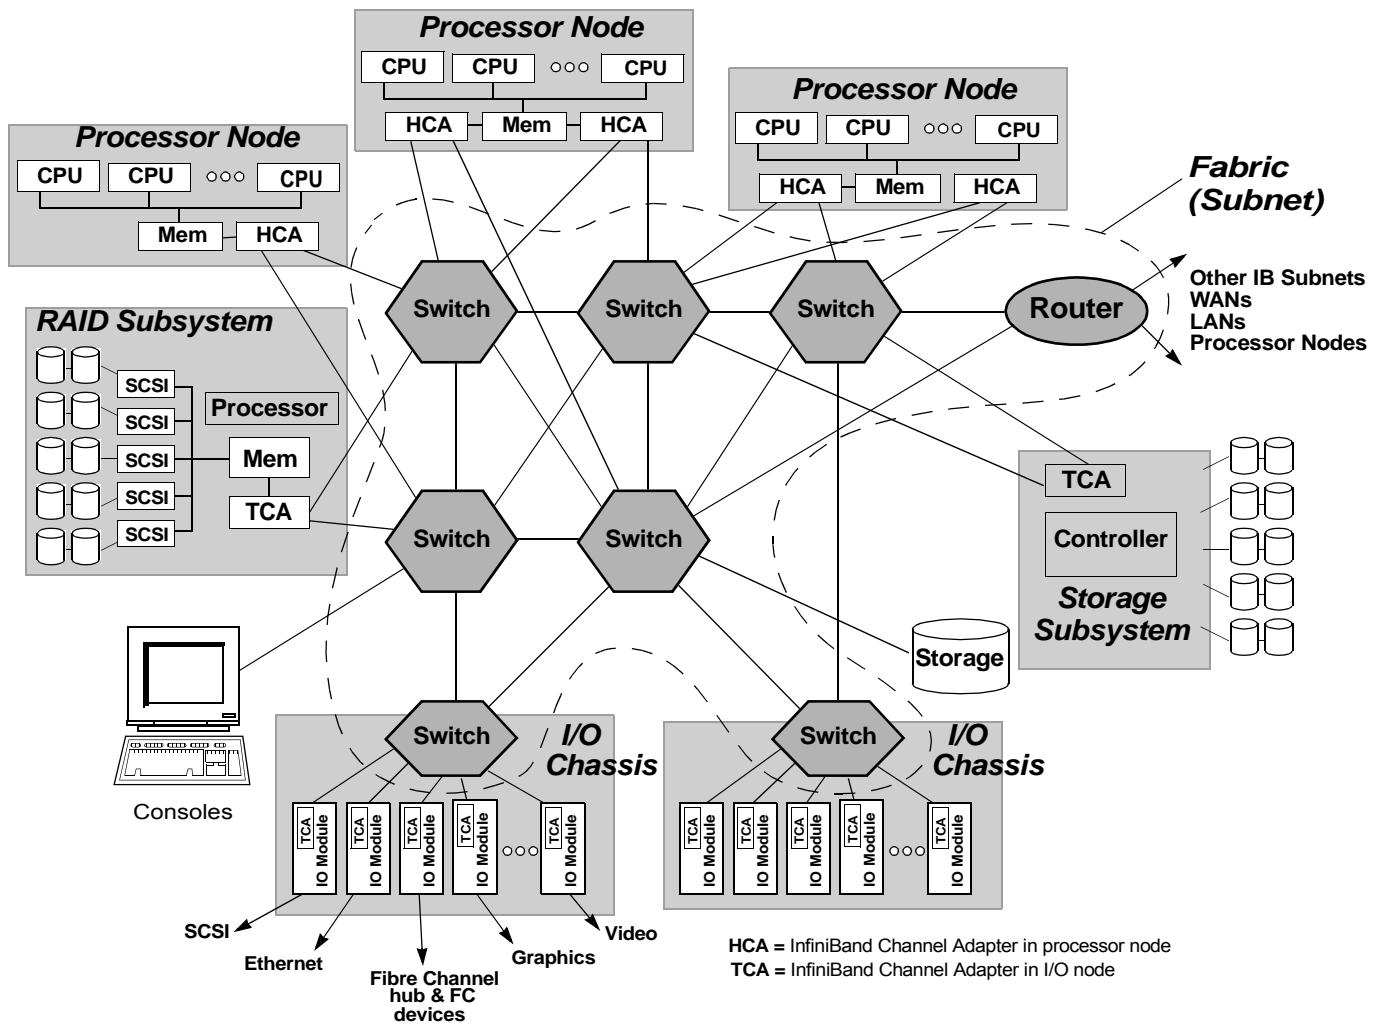 Processor Node
CPU
CPU
CPU
HCA
Mem
HCA
Processor Node
CPU
CPU
CPU
HCA
Mem
HCA
Processor Node
CPU
CPU
CPU
Mem
HCA
Fabric
(Subnet)
Switch
Switch
Switch
Router
Other IB Subnets
WANs
LANs
Processor Nodes
RAID Subsystem
SCSI
SCSI
SCSI
SCSI
SCSI
Processor
Mem
TCA
Switch
Switch
TCA
Controller
Storage
Subsystem
Storage
Consoles
Switch
I/O
Chassis
TCA
IO Module
TCA
IO Module
TCA
IO Module
TCA
IO Module
TCA
IO Module
Switch
I/O
Chassis
TCA
IO Module
TCA
IO Module
TCA
IO Module
TCA
IO Module
TCA
IO Module
SCSI
Ethernet
Fibre Channel
hub & FC
devices
Graphics
Video
HCA = InfiniBand Channel Adapter in processor node
TCA = InfiniBand Channel Adapter in I/O node